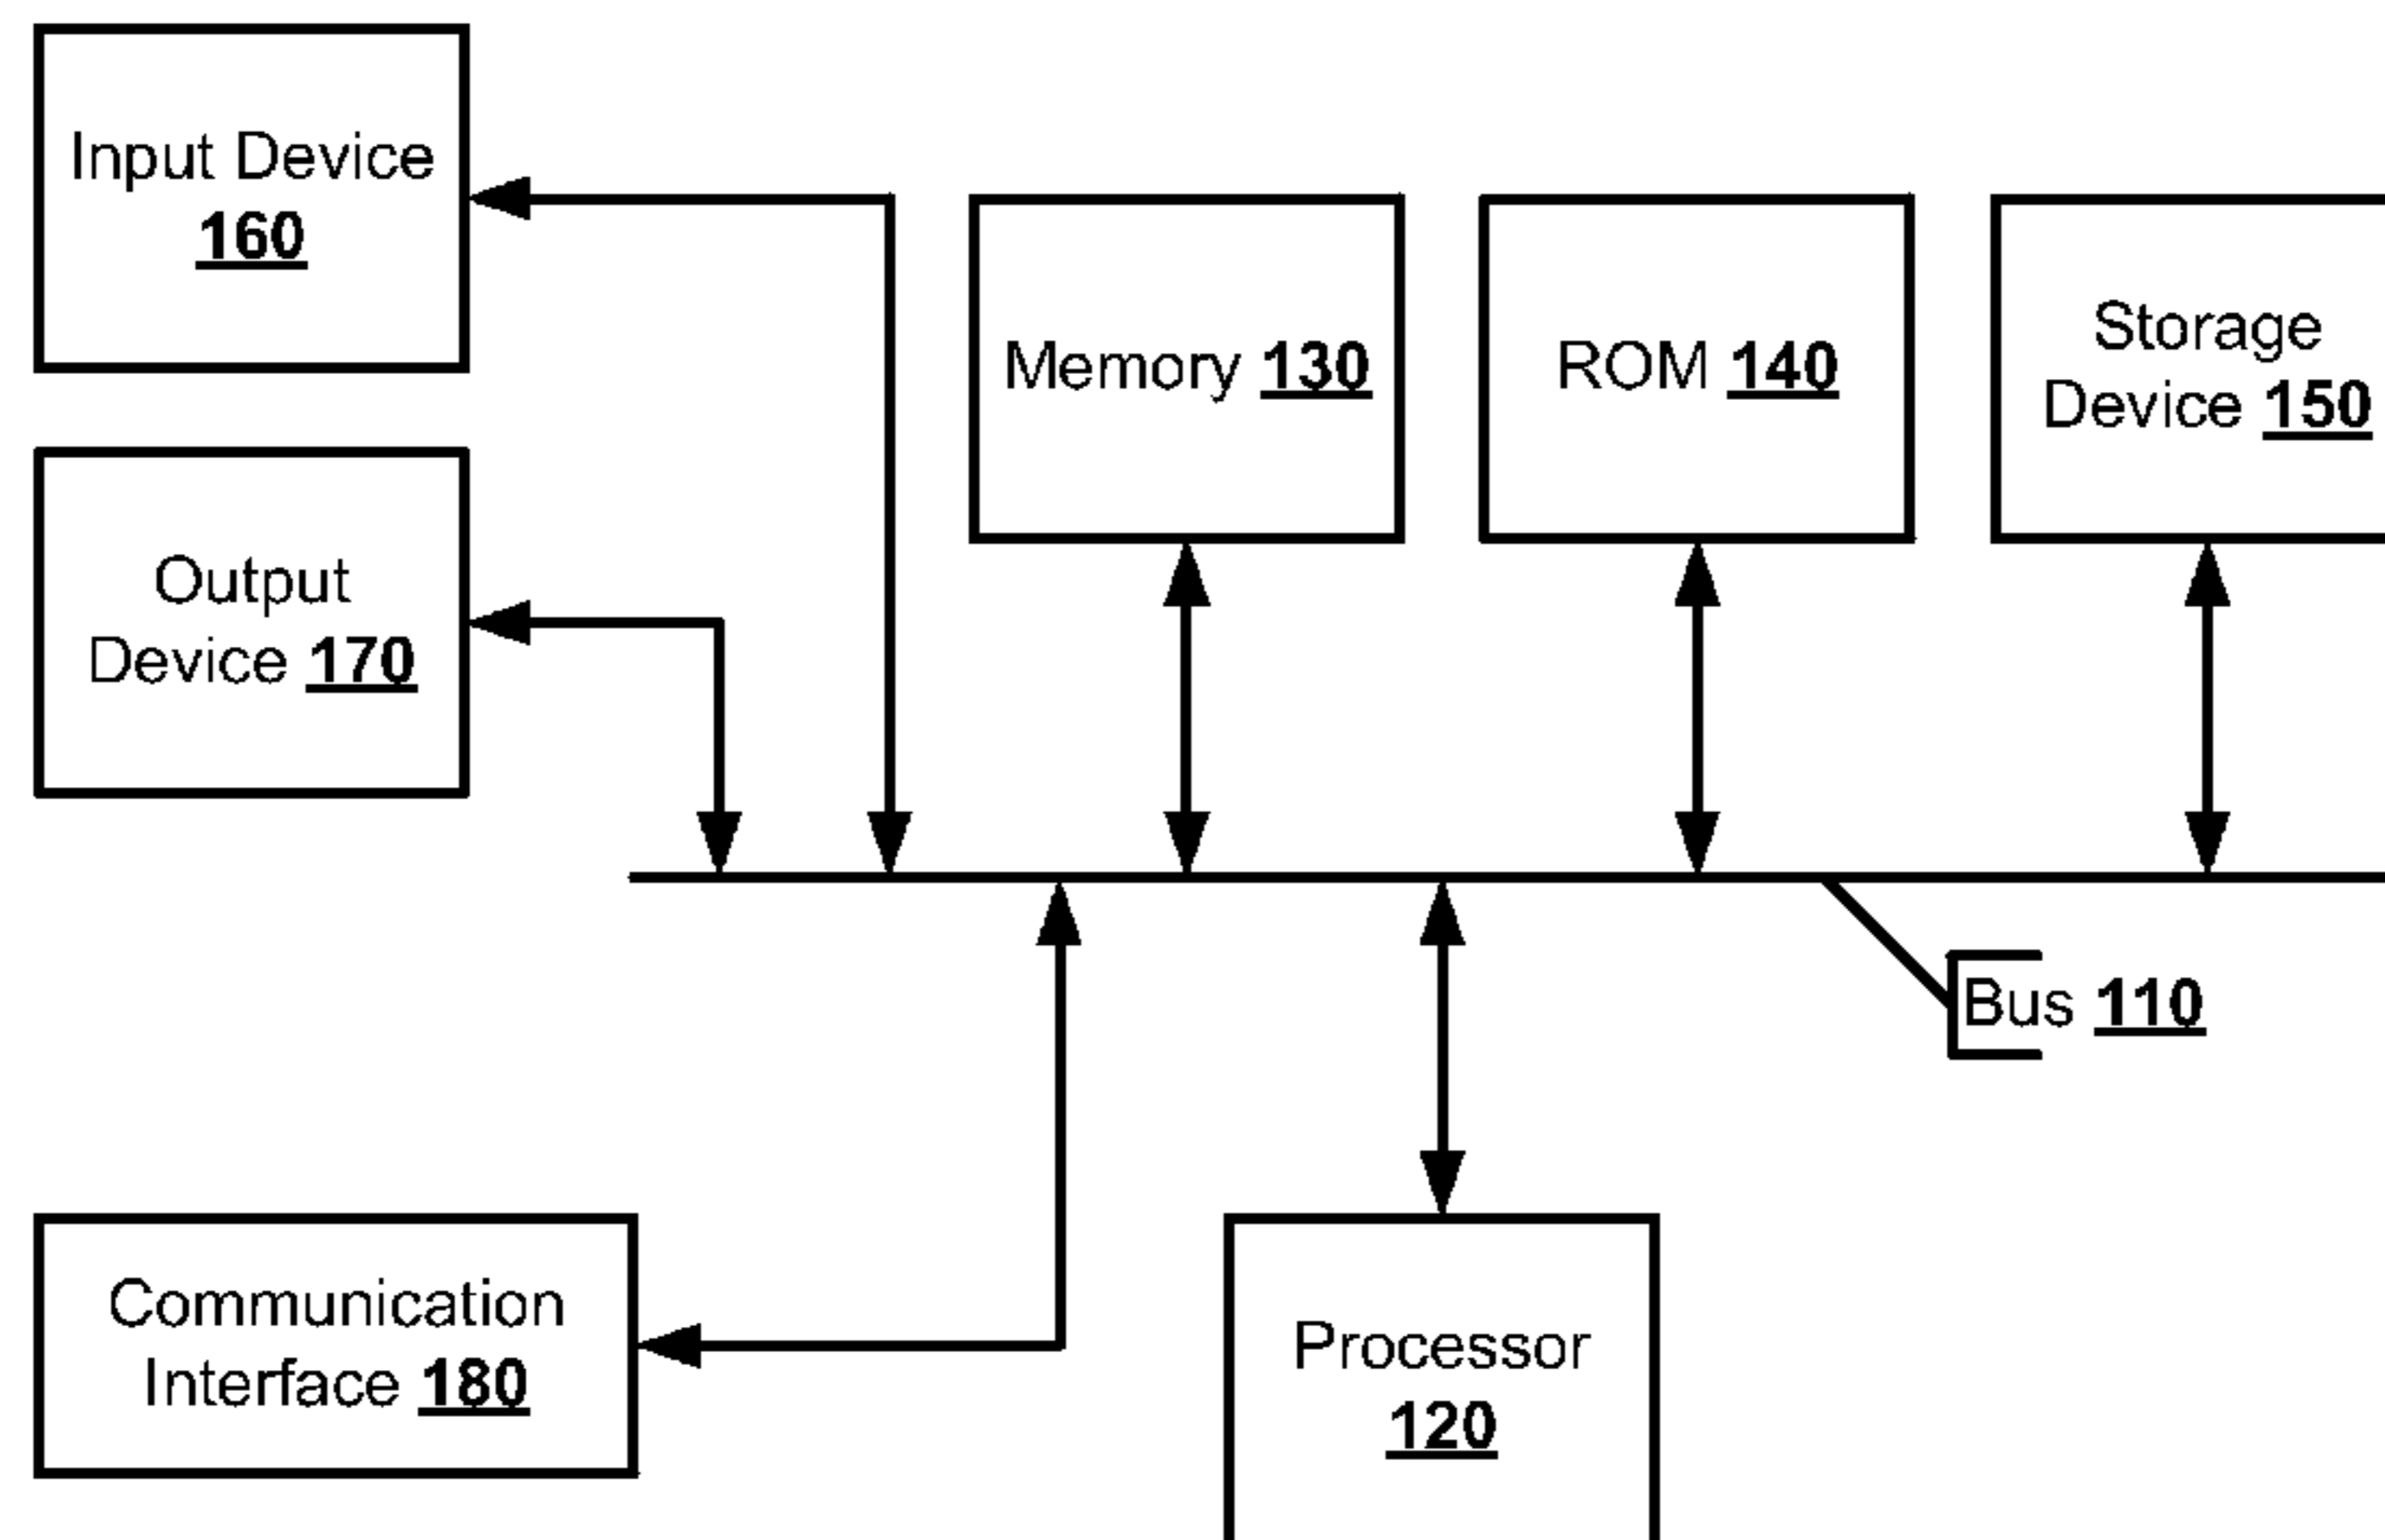 Input Device
160
Memory 130
ROM 140
Storage
Device 150
Output
Device 170
Bus 110
Communication
Interface 180
Processor
120